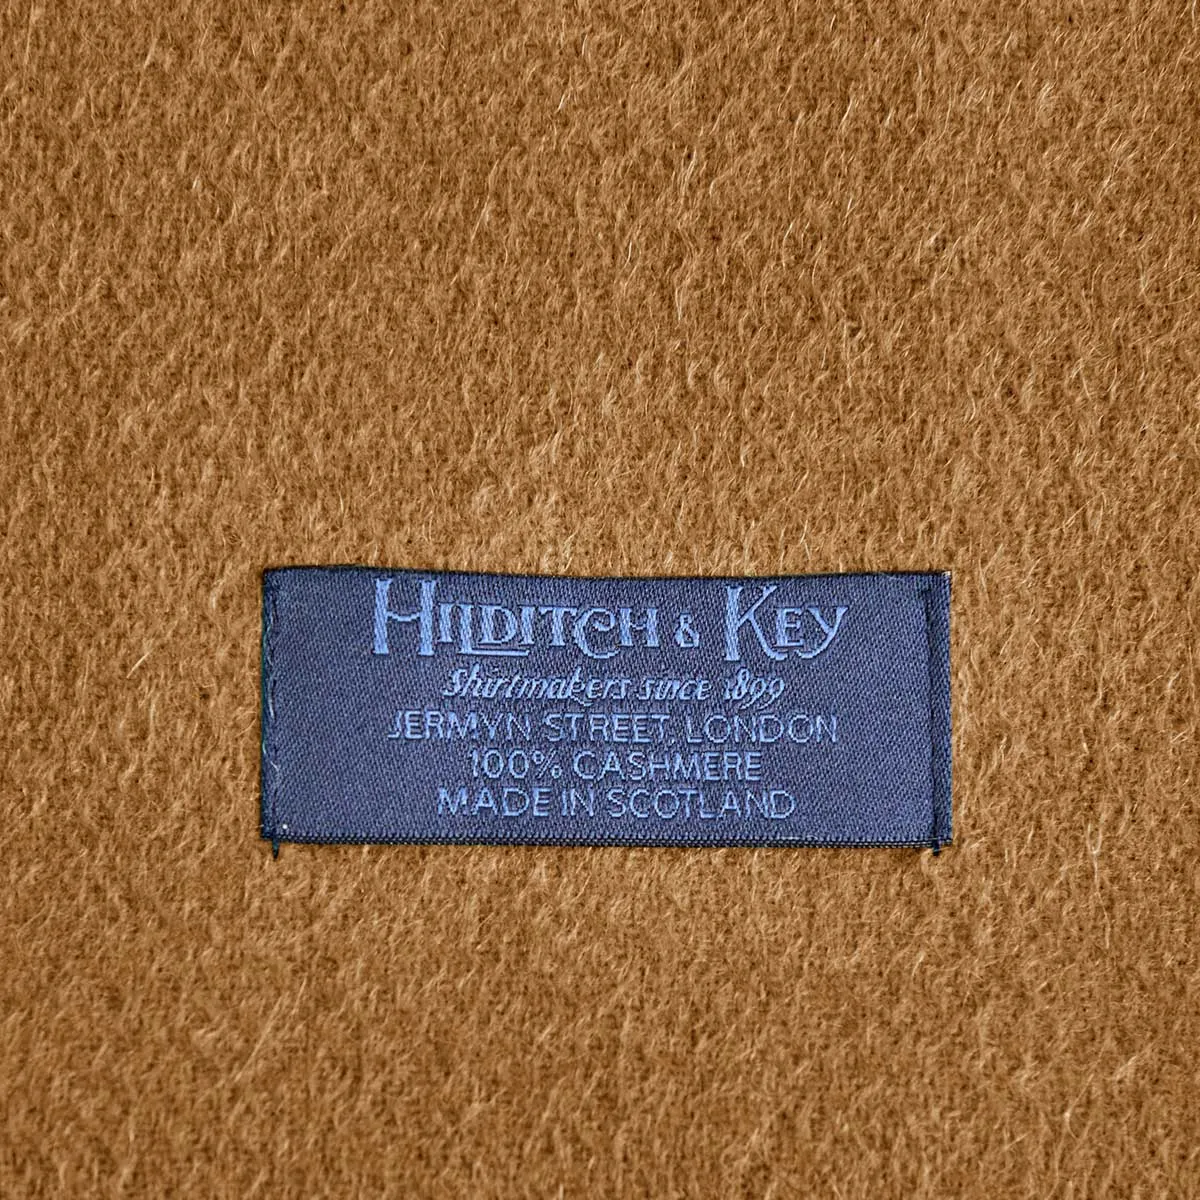 HILDITCH & KEY
Shirtmakers since 1899
JERMYN STREET, LONDON
100% CASHMERE
MADE IN SCOTLAND